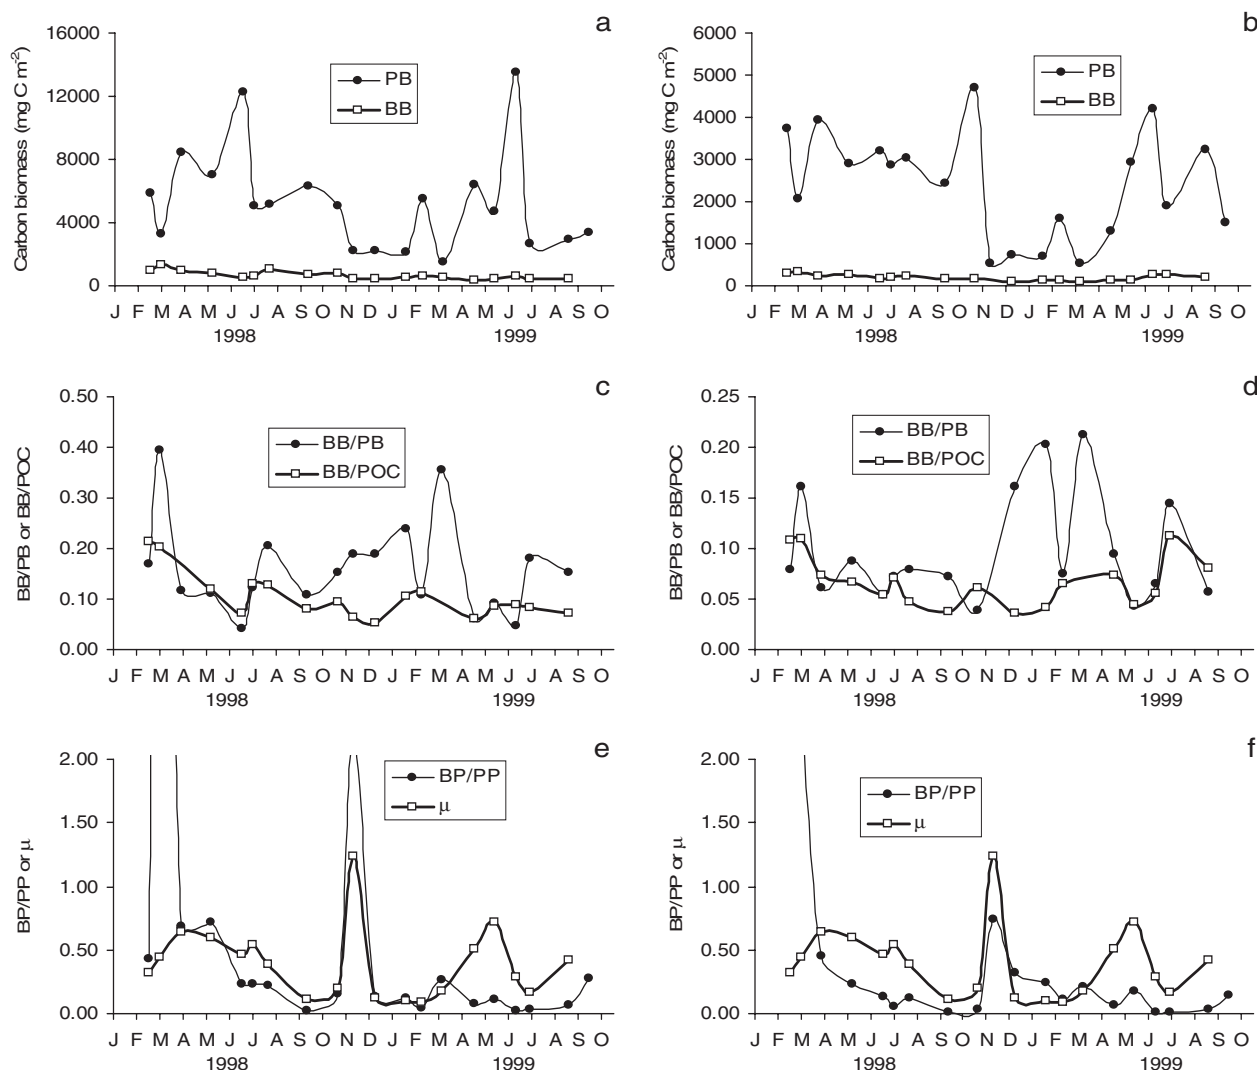 a
16000
12000
8000
4000
0
Carbon biomass (mg C m⁻²)
PB
BB
J F M A M J J A S O N D J F M A M J J A S O
1998 1999
b
6000
5000
4000
3000
2000
1000
0
Carbon biomass (mg C m⁻²)
PB
BB
J F M A M J J A S O N D J F M A M J J A S O
1998 1999
c
0.50
0.40
0.30
0.20
0.10
0.00
BB/PB or BB/POC
BB/PB
BB/POC
J F M A M J J A S O N D J F M A M J J A S O
1998 1999
d
0.25
0.20
0.15
0.10
0.05
0.00
BB/PB or BB/POC
BB/PB
BB/POC
J F M A M J J A S O N D J F M A M J J A S O
1998 1999
e
2.00
1.50
1.00
0.50
0.00
BP/PP or μ
BP/PP
μ
J F M A M J J A S O N D J F M A M J J A S O
1998 1999
f
2.00
1.50
1.00
0.50
0.00
BP/PP or μ
BP/PP
μ
J F M A M J J A S O N D J F M A M J J A S O
1998 1999